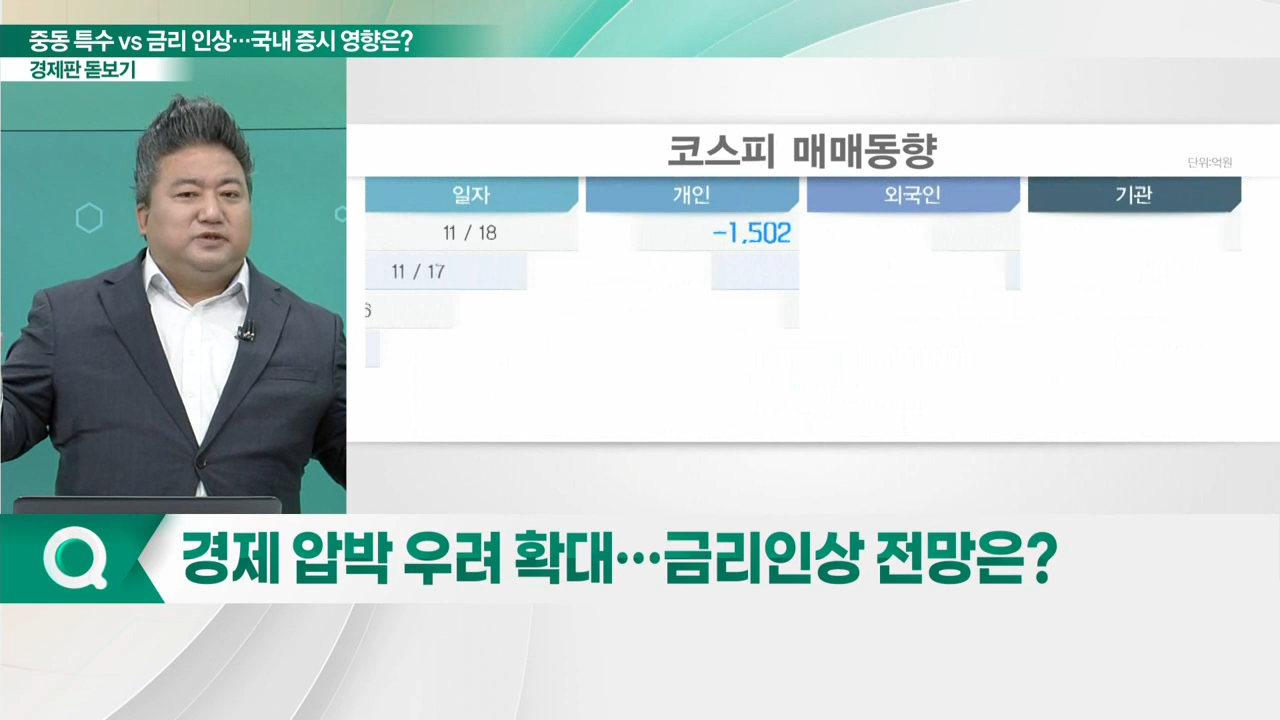 중동 특수 vs 금리 인상…국내 증시 영향은?
경제판 돋보기
코스피 매매동향
단위:억원
일자 개인 외국인 기관
11 / 18 -1,502
11 / 17
6
경제 압박 우려 확대…금리인상 전망은?